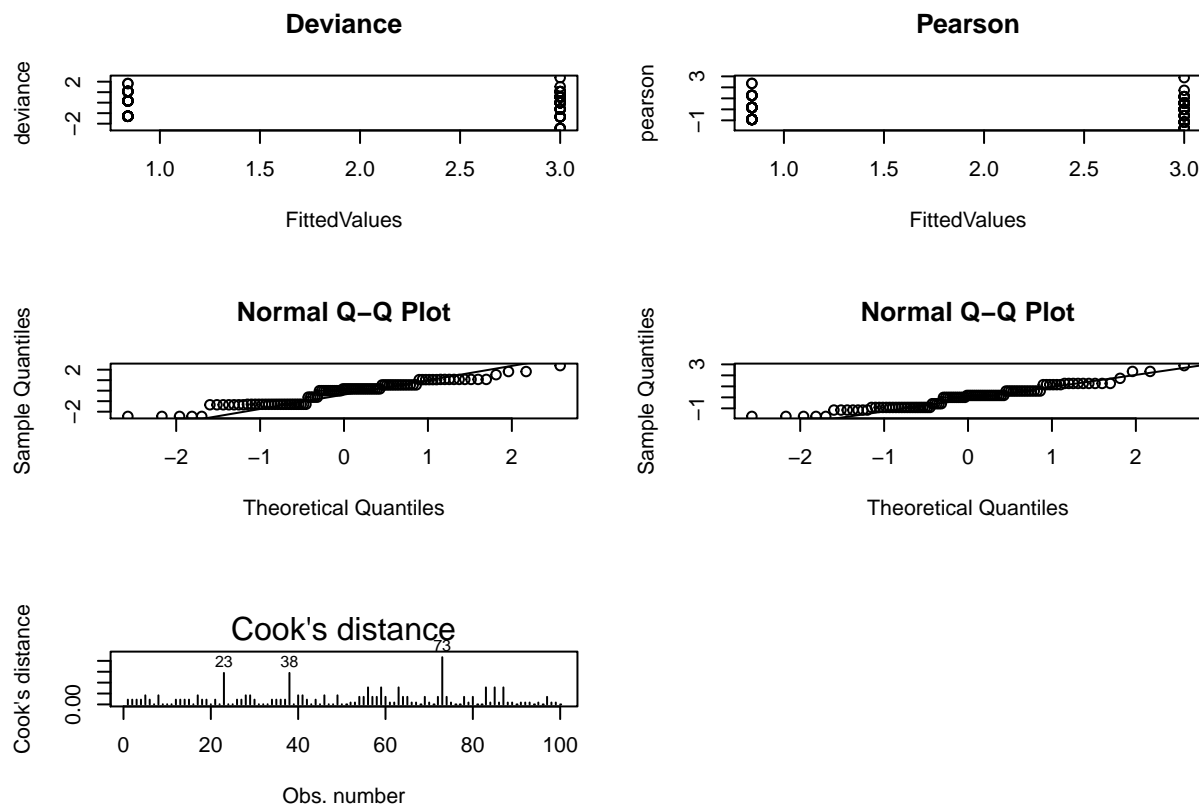 Deviance
deviance
−2
2
1.0 1.5 2.0 2.5 3.0
FittedValues
Pearson
pearson
−1
3
1.0 1.5 2.0 2.5 3.0
FittedValues
Normal Q−Q Plot
Sample Quantiles
−2
2
−2 −1 0 1 2
Theoretical Quantiles
Normal Q−Q Plot
Sample Quantiles
−1
3
−2 −1 0 1 2
Theoretical Quantiles
Cook's distance
Cook's distance
0.00
23 38 73
0 20 40 60 80 100
Obs. number